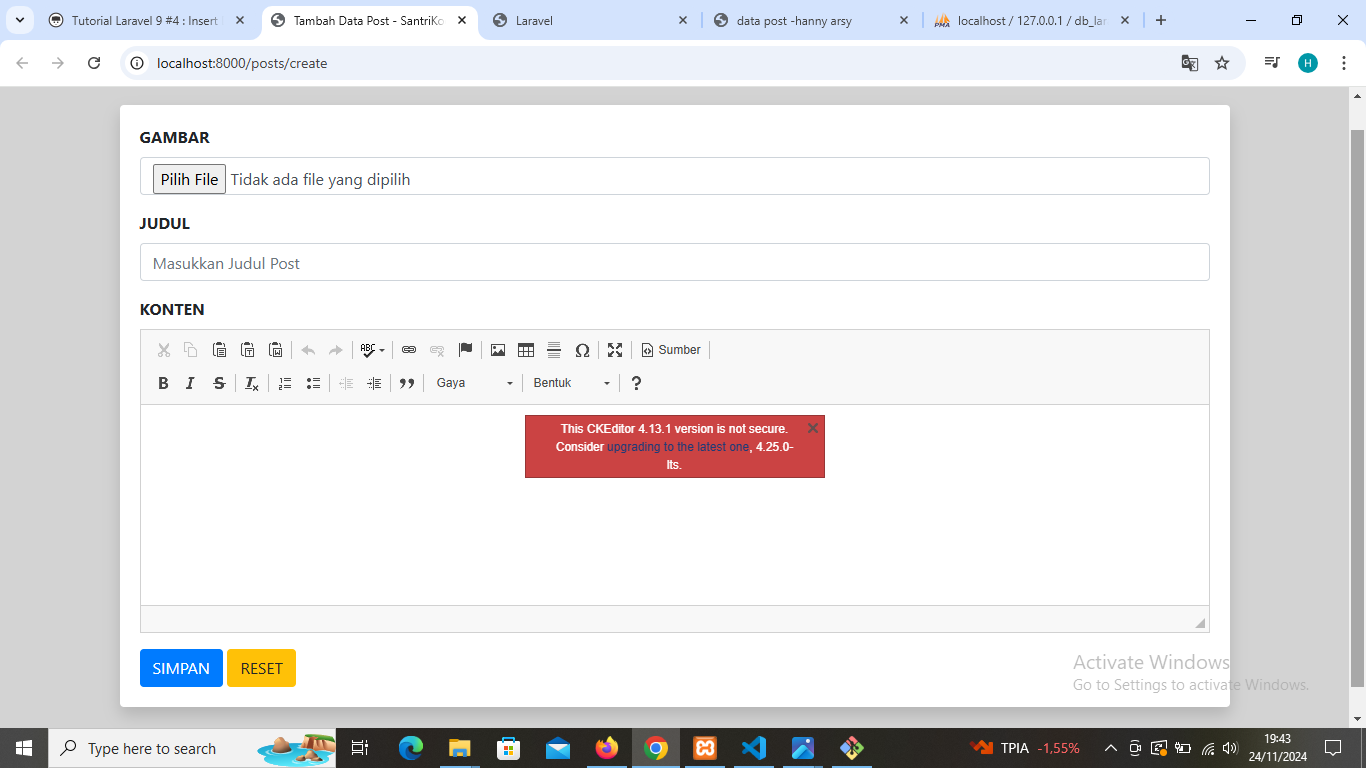 Tutorial Laravel 9 #4 : Insert
Tambah Data Post - SantriKo
Laravel
data post -hanny arsy
PMA
localhost / 127.0.0.1 / db_lar
localhost:8000/posts/create
H
GAMBAR
Pilih File Tidak ada file yang dipilih
JUDUL
Masukkan Judul Post
KONTEN
ABC
Sumber
B I S Tx
Gaya
Bentuk
?
This CKEditor 4.13.1 version is not secure.
Consider upgrading to the latest one, 4.25.0-
lts.
SIMPAN
RESET
Activate Windows
Go to Settings to activate Windows.
Type here to search
TPIA -1,55%
19:43
24/11/2024